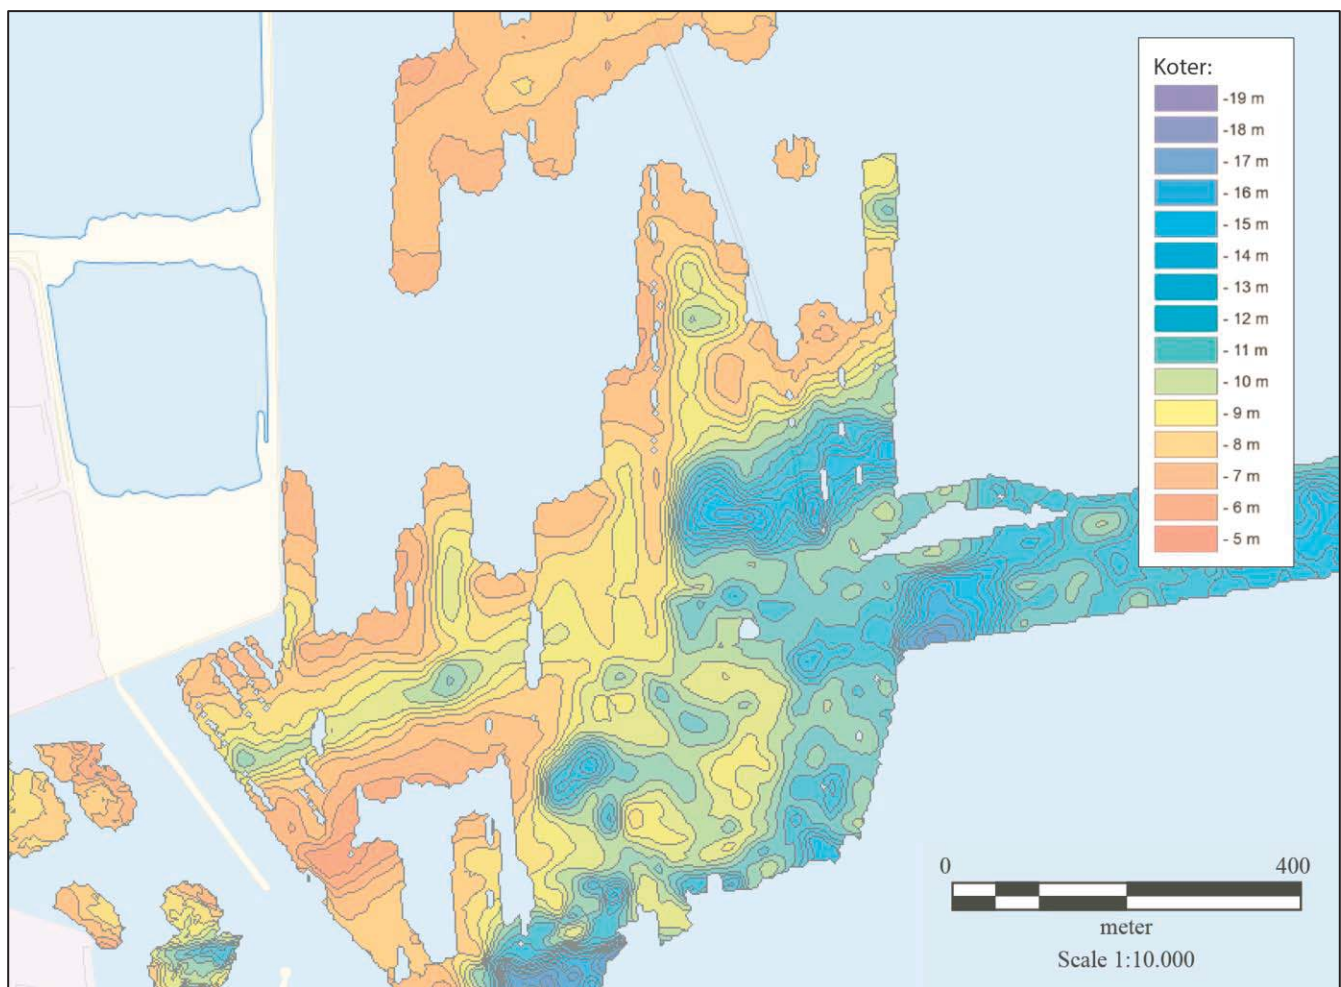 Koter:
-19 m
-18 m
- 17 m
- 16 m
- 15 m
- 14 m
- 13 m
- 12 m
- 11 m
- 10 m
- 9 m
- 8 m
- 7 m
- 6 m
- 5 m
0 400
meter
Scale 1:10.000